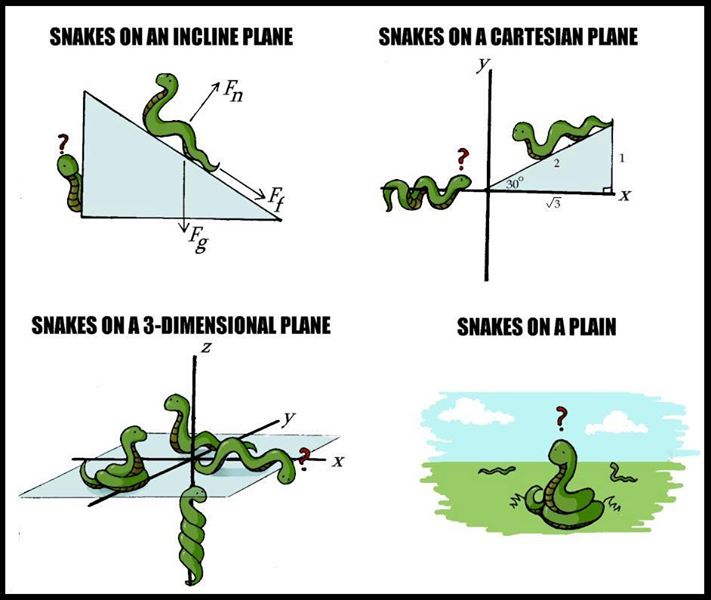 SNAKES ON AN INCLINE PLANE
?
Fn
Ff
Fg
SNAKES ON A CARTESIAN PLANE
y
?
2
1
30°
√3
x
SNAKES ON A 3-DIMENSIONAL PLANE
z
y
?
x
SNAKES ON A PLAIN
?